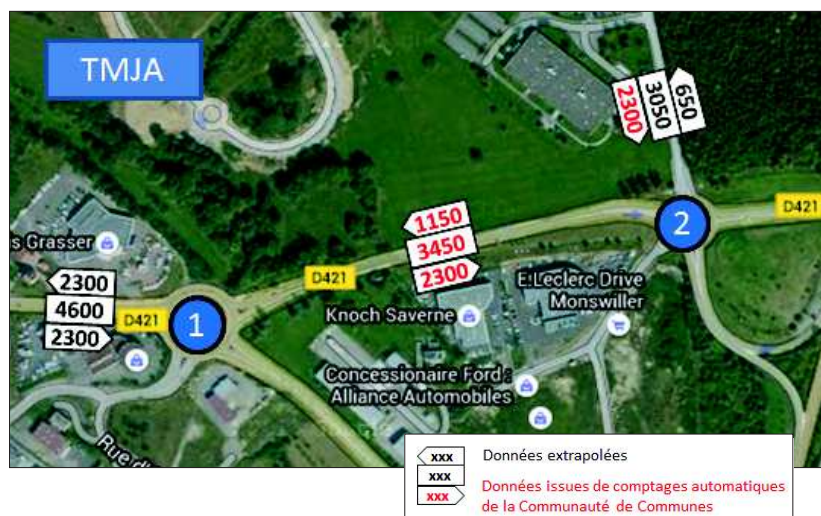 TMJA
650
3050
2300
D421
2
1150
3450
2300
s Grasser
D421
E.Leclerc Drive
Monswiller
2300
4600
2300
D421
1
Knoch Saverne
Concessionaire Ford :
Alliance Automobiles
Rue d'
xxx
xxx
xxx
Données extrapolées
Données issues de comptages automatiques
de la Communauté de Communes